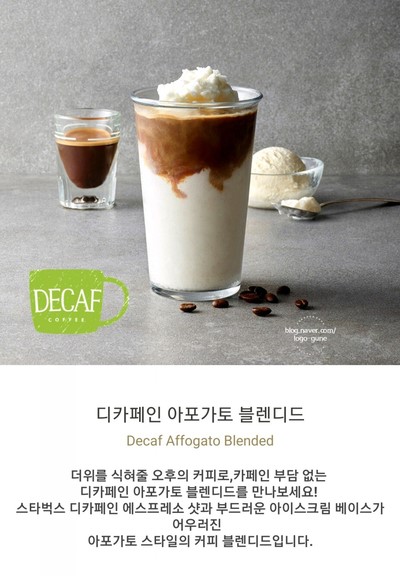 DECAF
COFFEE
blog.naver.com/
logo-gune
디카페인 아포가토 블렌디드
Decaf Affogato Blended
더위를 식혀줄 오후의 커피로,카페인 부담 없는
디카페인 아포가토 블렌디드를 만나보세요!
스타벅스 디카페인 에스프레소 샷과 부드러운 아이스크림 베이스가
어우러진
아포가토 스타일의 커피 블렌디드입니다.